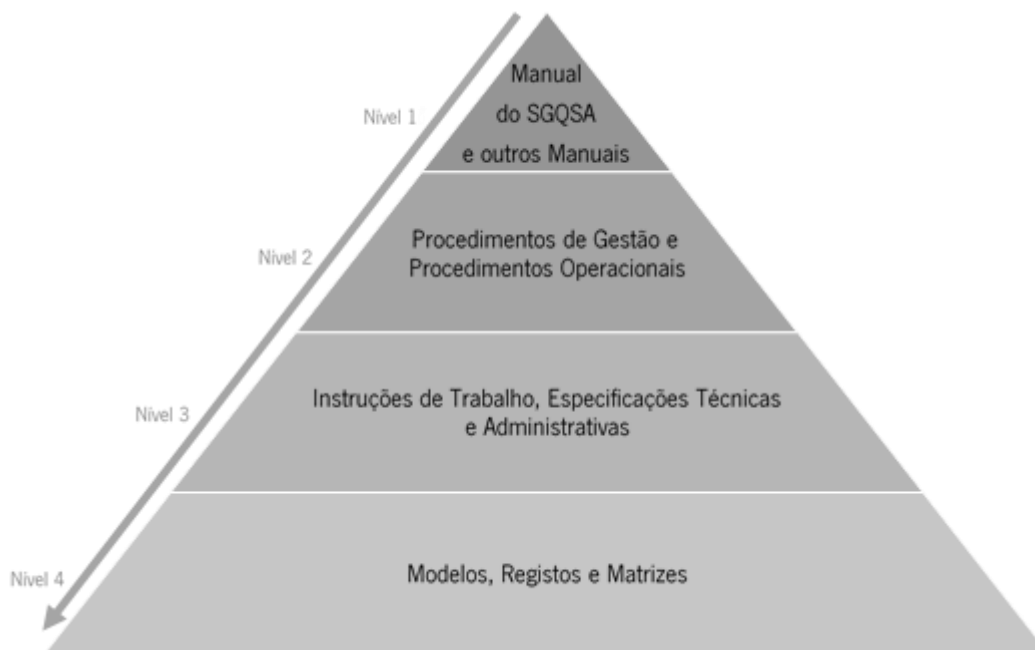 Manual
do SGQSA
e outros Manuais
Nível 1
Procedimentos de Gestão e
Procedimentos Operacionais
Nível 2
Instruções de Trabalho, Especificações Técnicas
e Administrativas
Nível 3
Modelos, Registos e Matrizes
Nível 4